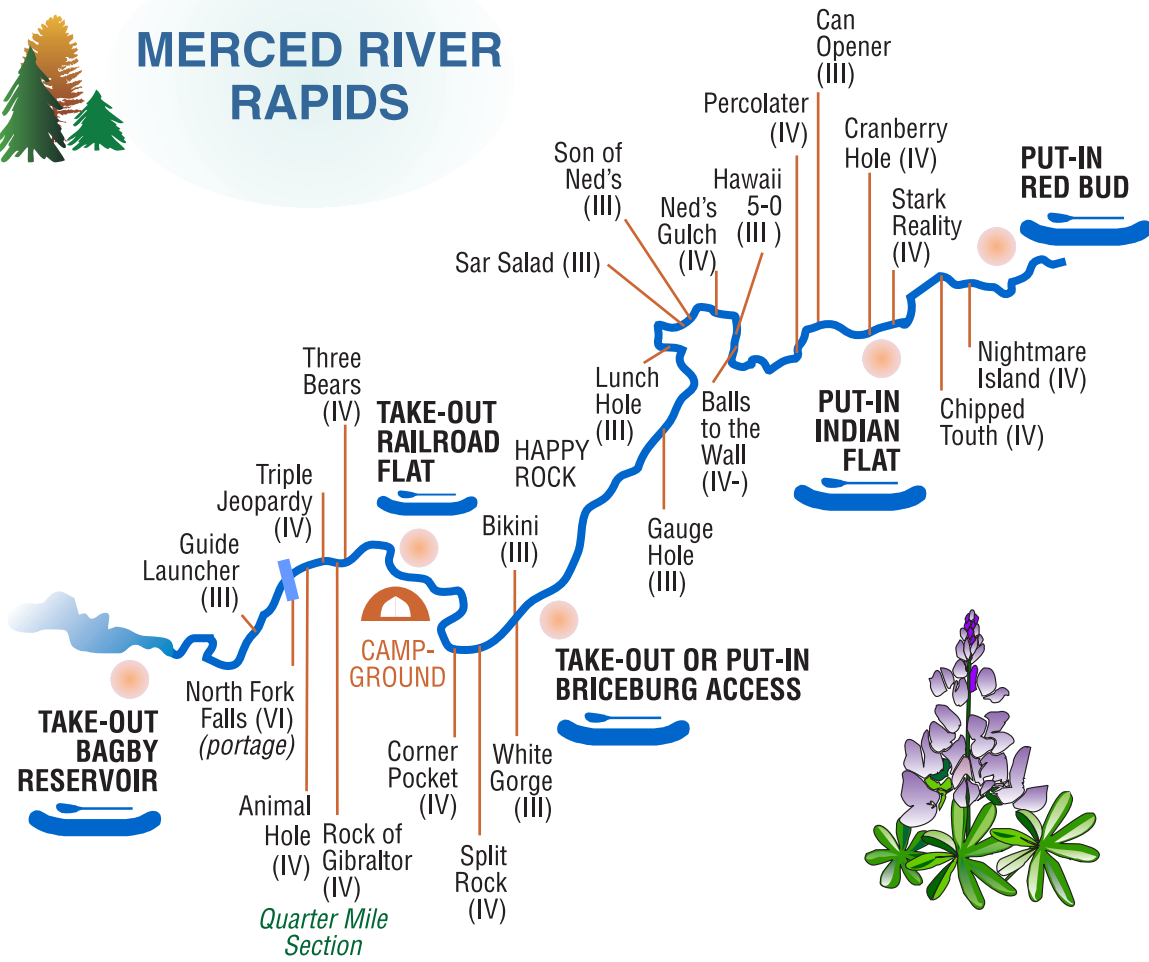 MERCED RIVER
RAPIDS
Can
Opener
(III)
Percolater
(IV)
Cranberry
Hole (IV)
PUT-IN
RED BUD
Son of
Ned's
(III)
Hawaii
5-0
(III )
Ned's
Gulch
(IV)
Stark
Reality
(IV)
Sar Salad (III)
Three
Bears
(IV)
Lunch
Hole
(III)
Nightmare
Island (IV)
TAKE-OUT
RAILROAD
FLAT
Balls
to the
Wall
(IV-)
PUT-IN
INDIAN
FLAT
Chipped
Touth (IV)
HAPPY
ROCK
Triple
Jeopardy
(IV)
Bikini
(III)
Gauge
Hole
(III)
Guide
Launcher
(III)
CAMP-
GROUND
TAKE-OUT OR PUT-IN
BRICEBURG ACCESS
North Fork
Falls (VI)
(portage)
TAKE-OUT
BAGBY
RESERVOIR
Corner
Pocket
(IV)
White
Gorge
(III)
Animal
Hole
(IV)
Rock of
Gibraltor
(IV)
Split
Rock
(IV)
Quarter Mile
Section